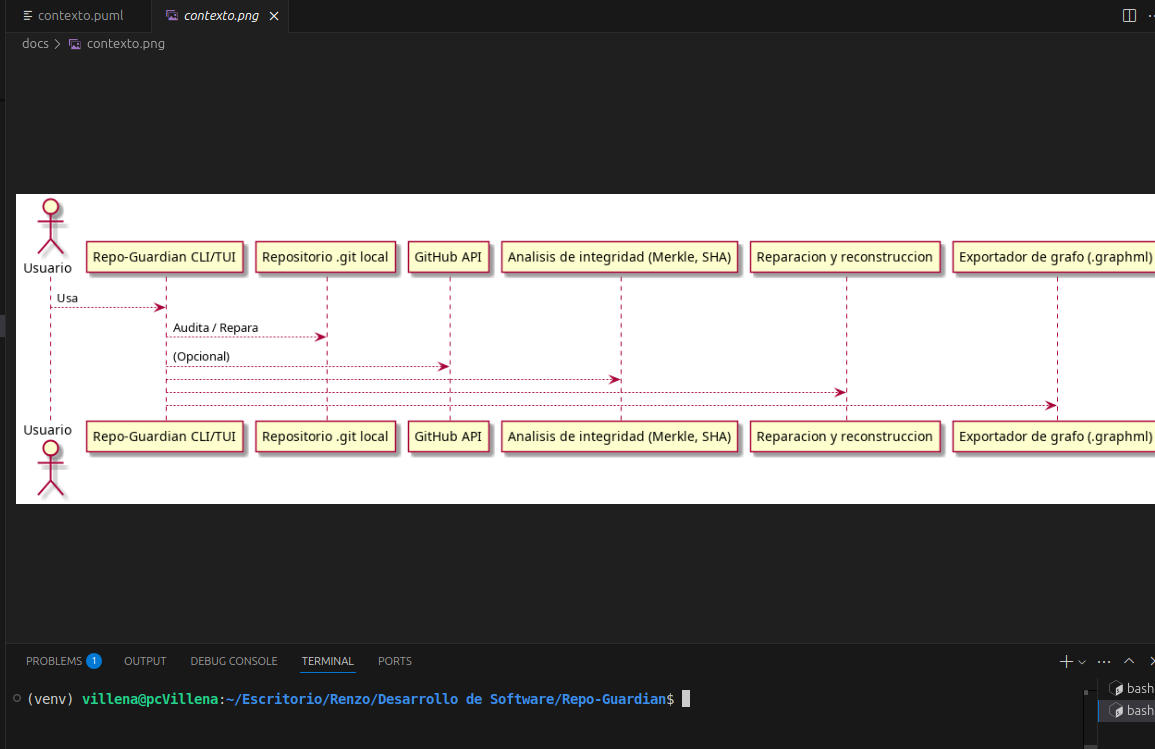 contexto.puml
contexto.png
docs > contexto.png
Usuario
Repo-Guardian CLI/TUI
Repositorio .git local
GitHub API
Analisis de integridad (Merkle, SHA)
Reparacion y reconstruccion
Exportador de grafo (.graphml)
Usa
Audita / Repara
(Opcional)
Usuario
Repo-Guardian CLI/TUI
Repositorio .git local
GitHub API
Analisis de integridad (Merkle, SHA)
Reparacion y reconstruccion
Exportador de grafo (.graphml)
PROBLEMS 1 OUTPUT DEBUG CONSOLE TERMINAL PORTS
(venv) villena@pcVillena:~/Escritorio/Renzo/Desarrollo de Software/Repo-Guardian$
bash
bash